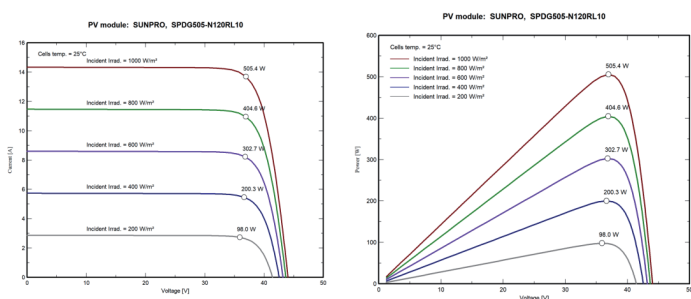 PV module: SUNPRO, SPDG505-N120RL10
16
14
12
10
8
6
4
2
0
Current [A]
Cells temp. = 25°C
Incident Irrad. = 1000 W/m²
505.4 W
Incident Irrad. = 800 W/m²
404.6 W
Incident Irrad. = 600 W/m²
302.7 W
Incident Irrad. = 400 W/m²
200.3 W
Incident Irrad. = 200 W/m²
98.0 W
0 10 20 30 40 50
Voltage [V]
PV module: SUNPRO, SPDG505-N120RL10
600
500
400
300
200
100
0
Power [W]
Cells temp. = 25°C
Incident Irrad. = 1000 W/m²
Incident Irrad. = 800 W/m²
Incident Irrad. = 600 W/m²
Incident Irrad. = 400 W/m²
Incident Irrad. = 200 W/m²
505.4 W
404.6 W
302.7 W
200.3 W
98.0 W
0 10 20 30 40 50
Voltage [V]